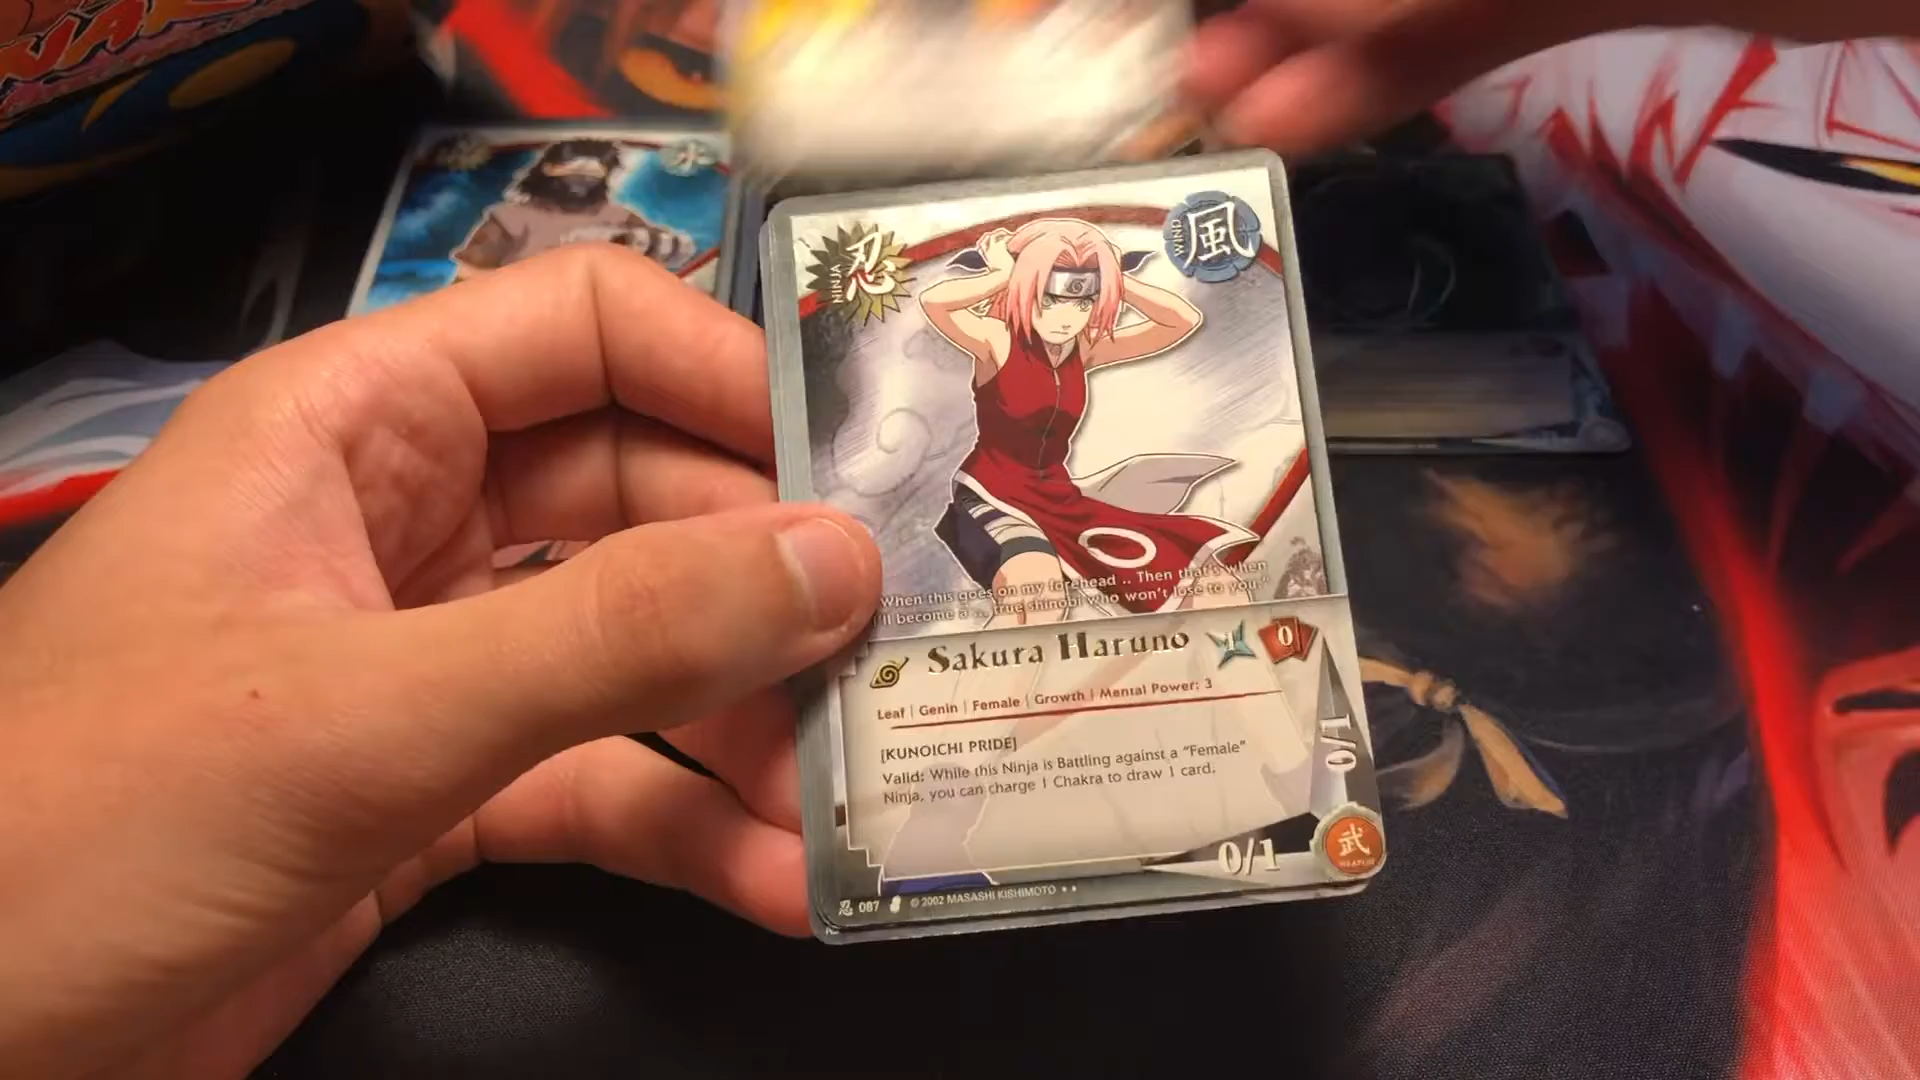 忍
NINJA
風
WIND
水
When this goes on my forehead .. Then that's when
I'll become a ... true shinobi who won't lose to you."
Sakura Haruno
1
0
Leaf | Genin | Female | Growth | Mental Power: 3
[KUNOICHI PRIDE]
Valid: While this Ninja is Battling against a "Female"
Ninja, you can charge 1 Chakra to draw 1 card.
0/1
0/1
武
WEAPON
忍 087 © 2002 MASASHI KISHIMOTO